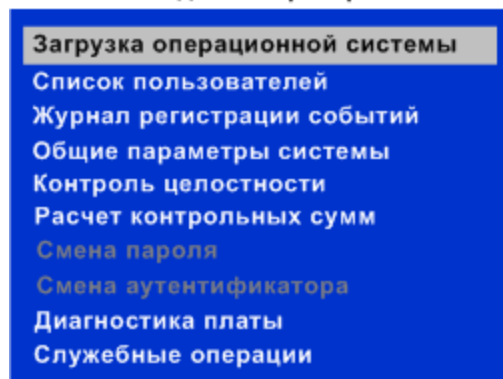 Загрузка операционной системы
Список пользователей
Журнал регистрации событий
Общие параметры системы
Контроль целостности
Расчет контрольных сумм
Смена пароля
Смена аутентификатора
Диагностика платы
Служебные операции